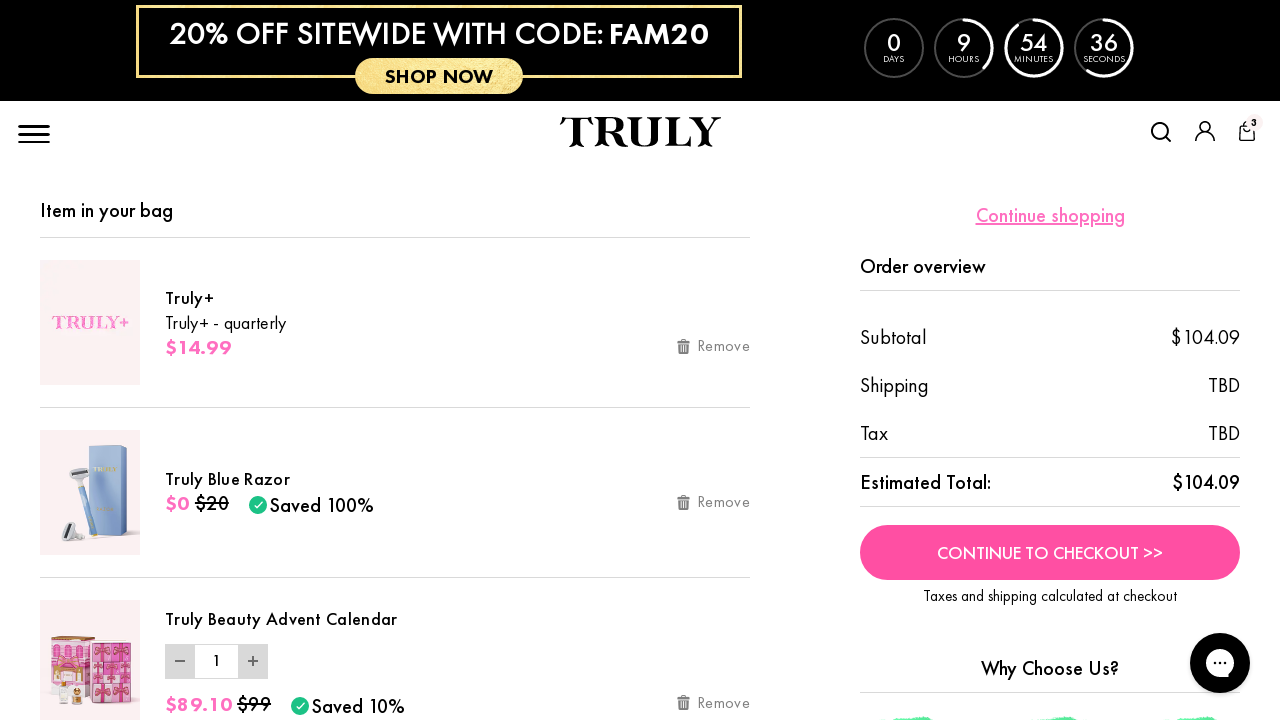 20% OFF SITEWIDE WITH CODE: FAM20
SHOP NOW
0
DAYS
9
HOURS
54
MINUTES
36
SECONDS
TRULY
3
Item in your bag
TRULY+
Truly+
Truly+ - quarterly
$14.99
Remove
TRULY
Truly Blue Razor
$0 $20 Saved 100%
Remove
Truly Beauty Advent Calendar
1
$89.10 $99 Saved 10%
Remove
Continue shopping
Order overview
Subtotal $104.09
Shipping TBD
Tax TBD
Estimated Total: $104.09
CONTINUE TO CHECKOUT >>
Taxes and shipping calculated at checkout
Why Choose Us?